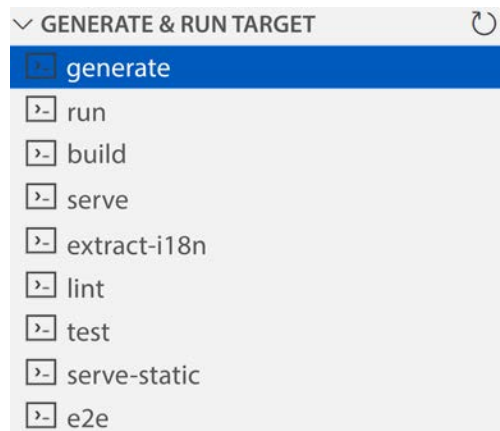 GENERATE & RUN TARGET
generate
run
build
serve
extract-i18n
lint
test
serve-static
e2e